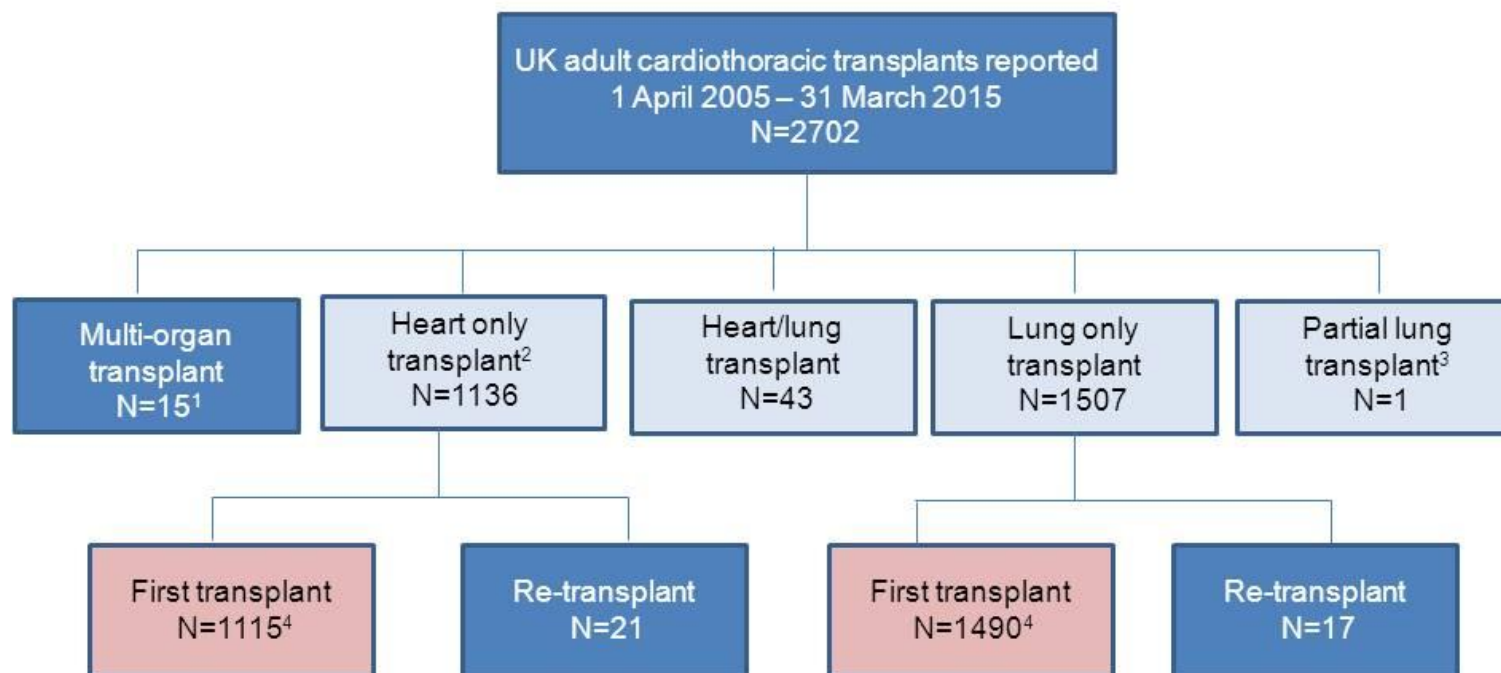 UK adult cardiothoracic transplants reported
1 April 2005 – 31 March 2015
N=2702
Multi-organ
transplant
N=15¹
Heart only
transplant²
N=1136
Heart/lung
transplant
N=43
Lung only
transplant
N=1507
Partial lung
transplant³
N=1
First transplant
N=1115⁴
Re-transplant
N=21
First transplant
N=1490⁴
Re-transplant
N=17